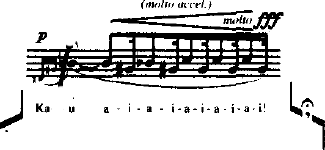 (molto accel.)
molto fff
p
Ka u a - i - a - i-a-i-a-i-a-i!